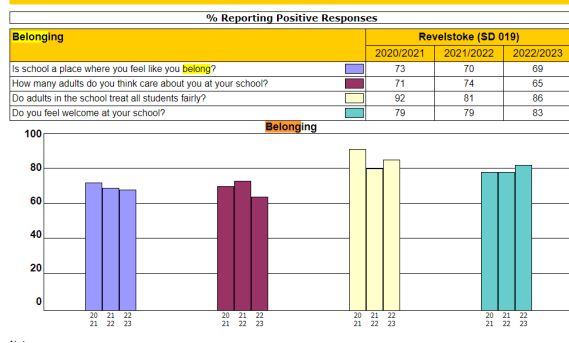 % Reporting Positive Responses
Belonging
Revelstoke (SD 019)
2020/2021 2021/2022 2022/2023
Is school a place where you feel like you belong? 73 70 69
How many adults do you think care about you at your school? 71 74 65
Do adults in the school treat all students fairly? 92 81 86
Do you feel welcome at your school? 79 79 83
Belonging
100
80
60
40
20
0
20 21 22 20 21 22 20 21 22 20 21 22
21 22 23 21 22 23 21 22 23 21 22 23